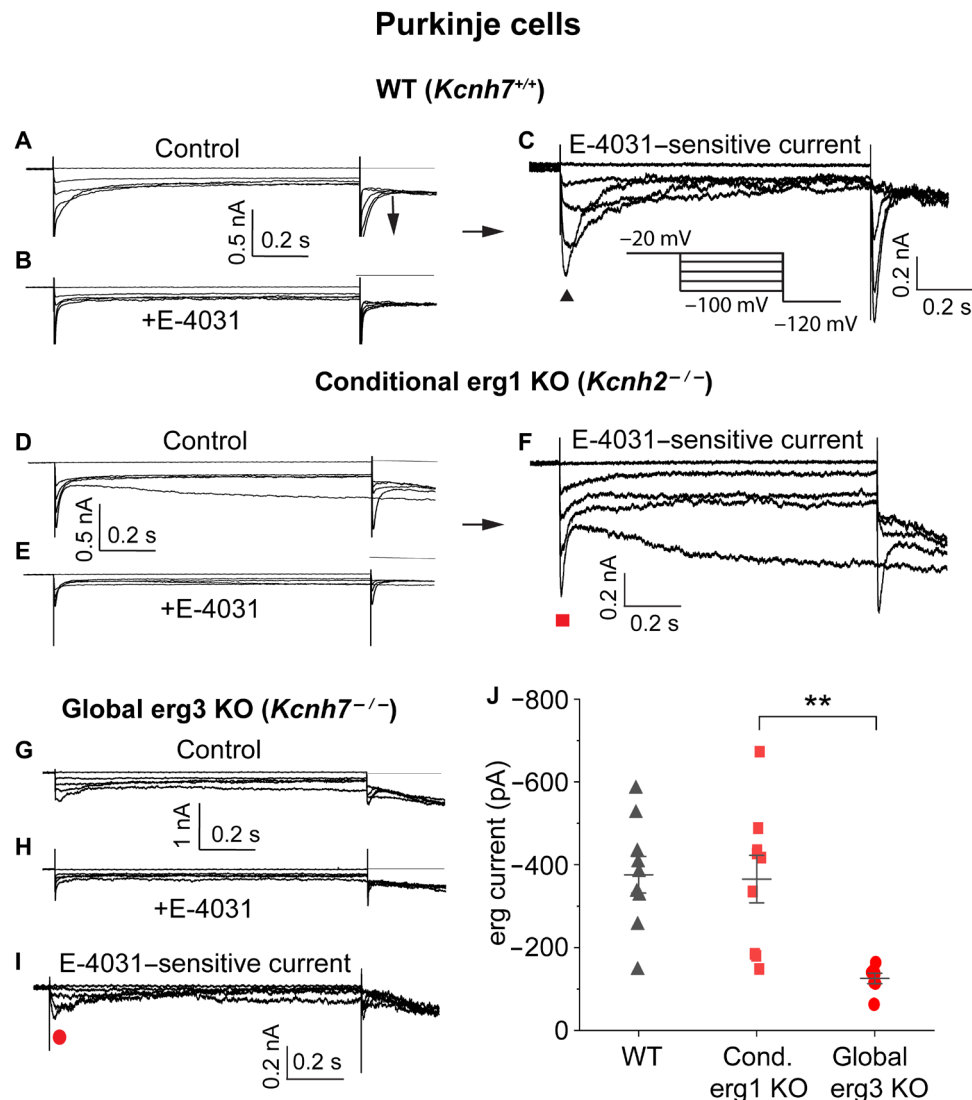 Purkinje cells
WT (Kcnh7+/+)
A
Control
0.5 nA
0.2 s
B
+E-4031
C
E-4031–sensitive current
−20 mV
−100 mV
−120 mV
0.2 nA
0.2 s
Conditional erg1 KO (Kcnh2−/−)
D
Control
0.5 nA
0.2 s
E
+E-4031
F
E-4031–sensitive current
0.2 nA
0.2 s
Global erg3 KO (Kcnh7−/−)
G
Control
1 nA
0.2 s
H
+E-4031
I
E-4031–sensitive current
0.2 nA
0.2 s
J
**
erg current (pA)
−800
−600
−400
−200
0
WT
Cond.
erg1 KO
Global
erg3 KO